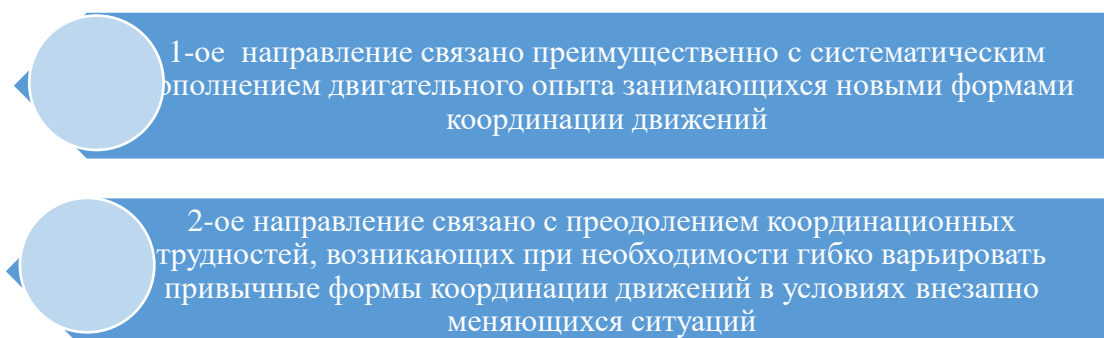 1-ое направление связано преимущественно с систематическим
пополнением двигательного опыта занимающихся новыми формами
координации движений
2-ое направление связано с преодолением координационных
трудностей, возникающих при необходимости гибко варьировать
привычные формы координации движений в условиях внезапно
меняющихся ситуаций